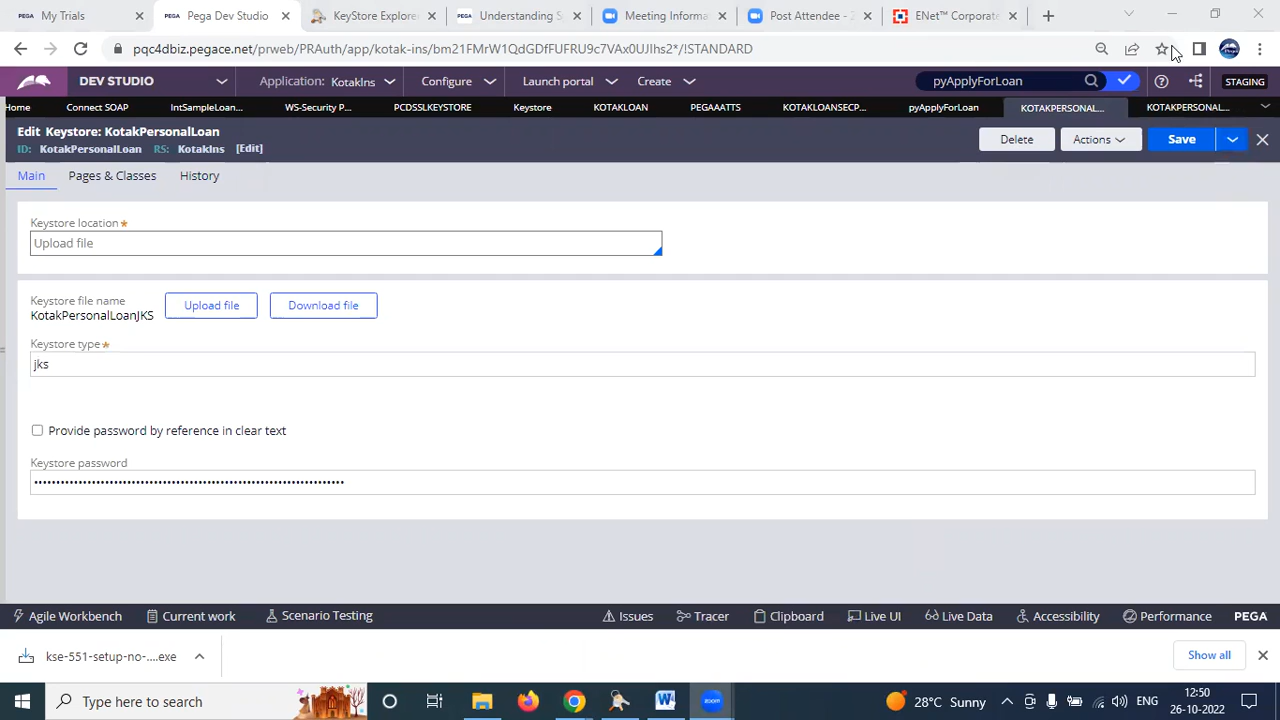 My Trials
Pega Dev Studio
KeyStore Explore
Understanding S
Meeting Informa
Post Attendee - Z
ENet™ Corporate
pqc4dbiz.pegace.net/prweb/PRAuth/app/kotak-ins/bm21FMrW1QdGDfFUFRU9c7VAx0UJIhs2*/!STANDARD
DEV STUDIO
Application: KotakIns
Configure
Launch portal
Create
pyApplyForLoan
STAGING
Home
Connect SOAP
IntSampleLoan...
WS-Security P...
PCDSSLKEYSTORE
Keystore
KOTAKLOAN
PEGAAATTS
KOTAKLOANSECP...
pyApplyForLoan
KOTAKPERSONAL...
KOTAKPERSONAL...
Edit Keystore: KotakPersonalLoan
ID: KotakPersonalLoan RS: KotakIns [Edit]
Delete
Actions
Save
Main
Pages & Classes
History
Keystore location
Upload file
Keystore file name
KotakPersonalLoanJKS
Upload file
Download file
Keystore type
jks
Provide password by reference in clear text
Keystore password
Agile Workbench
Current work
Scenario Testing
Issues
Tracer
Clipboard
Live UI
Live Data
Accessibility
Performance
PEGA
kse-551-setup-no-....exe
Show all
Type here to search
zoom
28°C Sunny
ENG
12:50
26-10-2022